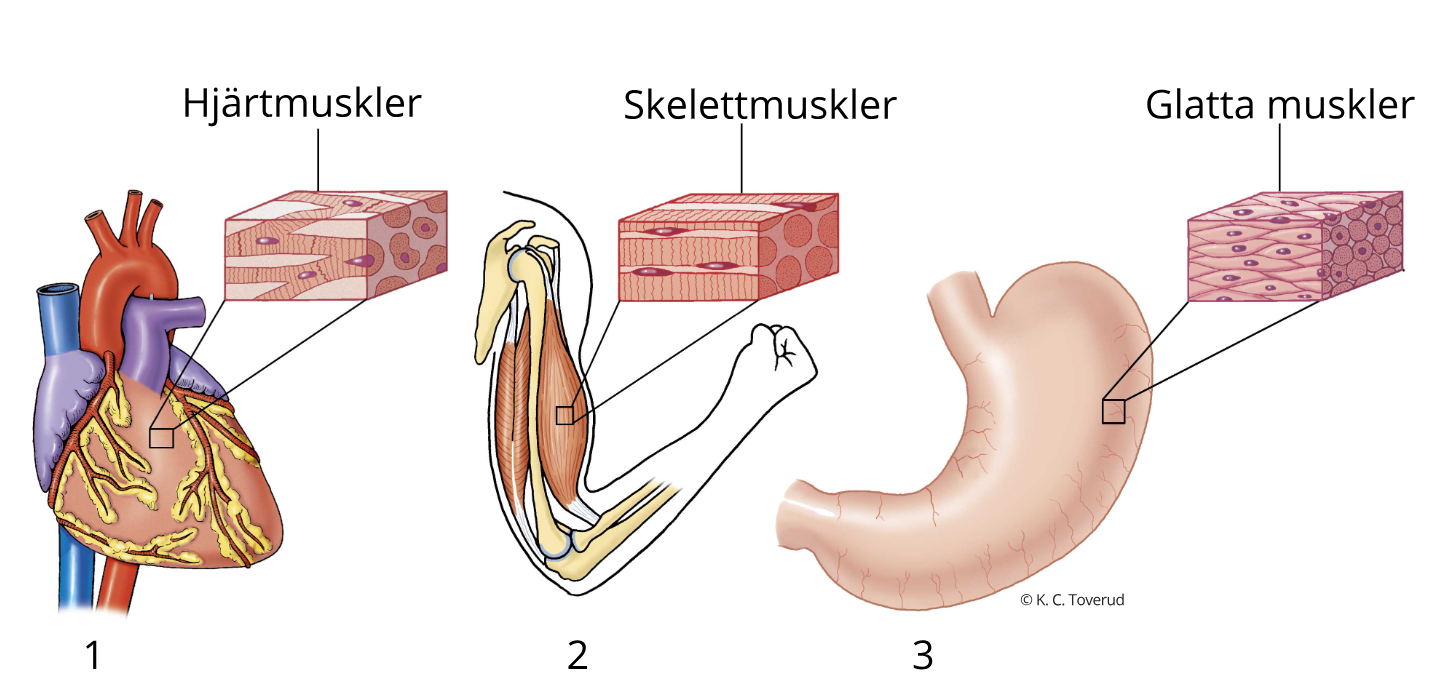 Hjärtmuskler
Skelettmuskler
Glatta muskler
© K. C. Toverud
1
2
3